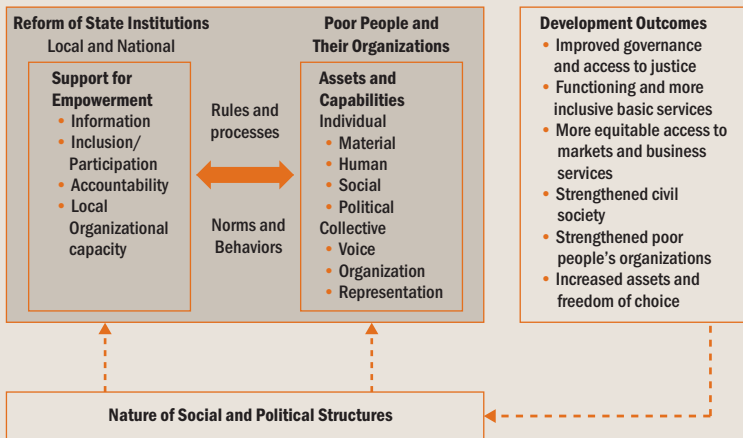 Reform of State Institutions
Local and National
Support for
Empowerment
• Information
• Inclusion/
Participation
• Accountability
• Local
Organizational
capacity
Rules and
processes
Norms and
Behaviors
Poor People and
Their Organizations
Assets and
Capabilities
Individual
• Material
• Human
• Social
• Political
Collective
• Voice
• Organization
• Representation
Development Outcomes
• Improved governance
and access to justice
• Functioning and more
inclusive basic services
• More equitable access to
markets and business
services
• Strengthened civil
society
• Strengthened poor
people's organizations
• Increased assets and
freedom of choice
Nature of Social and Political Structures